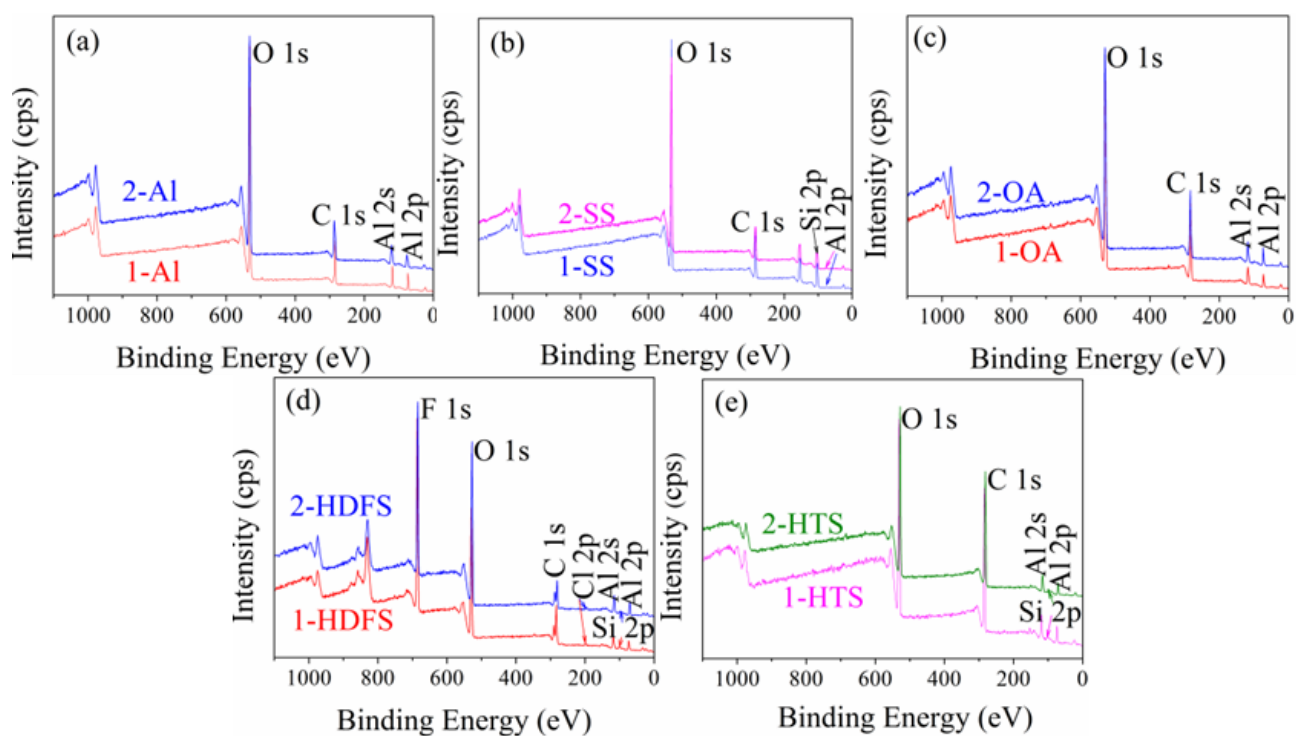 (a)
O 1s
2-Al
C 1s
Al 2s
Al 2p
1-Al
Intensity (cps)
1000 800 600 400 200 0
Binding Energy (eV)
(b)
O 1s
2-SS
C 1s
Si 2p
Al 2p
1-SS
Intensity (cps)
1000 800 600 400 200 0
Binding Energy (eV)
(c)
O 1s
2-OA
C 1s
Al 2s
Al 2p
1-OA
Intensity (cps)
1000 800 600 400 200 0
Binding Energy (eV)
(d)
F 1s
O 1s
2-HDFS
C 1s
Cl 2p
Al 2s
Al 2p
1-HDFS
Si 2p
Intensity (cps)
1000 800 600 400 200 0
Binding Energy (eV)
(e)
O 1s
C 1s
2-HTS
Al 2s
Al 2p
1-HTS
Si 2p
Intensity (cps)
1000 800 600 400 200 0
Binding Energy (eV)